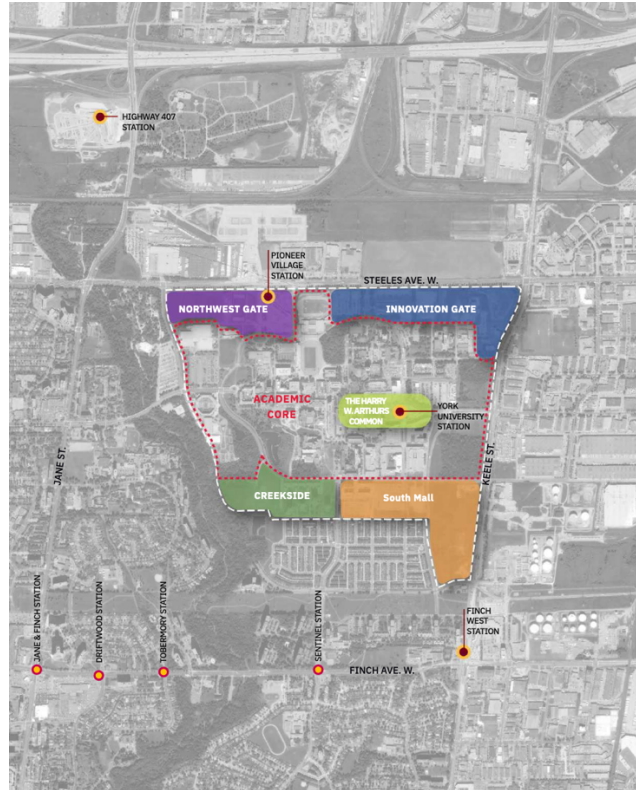 HIGHWAY 407
STATION
PIONEER
VILLAGE
STATION
STEELES AVE. W.
NORTHWEST GATE
INNOVATION GATE
ACADEMIC
CORE
THE HARRY
W. ARTHURS
COMMON
YORK
UNIVERSITY
STATION
JANE ST.
KEELE ST.
CREEKSIDE
South Mall
JANE & FINCH STATION
DRIFTWOOD STATION
TOBERMORY STATION
SENTINEL STATION
FINCH
WEST
STATION
FINCH AVE. W.